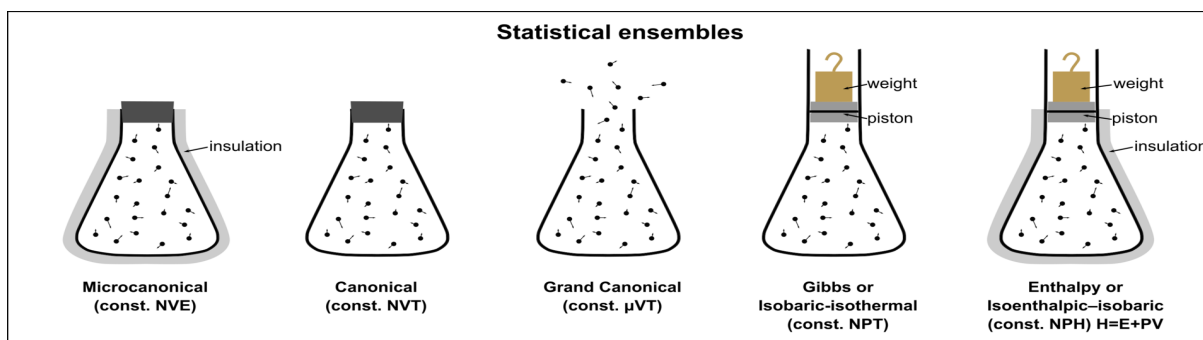 Statistical ensembles
insulation
weight
piston
weight
piston
insulation
Microcanonical
(const. NVE)
Canonical
(const. NVT)
Grand Canonical
(const. μVT)
Gibbs or
Isobaric-isothermal
(const. NPT)
Enthalpy or
Isoenthalpic–isobaric
(const. NPH) H=E+PV